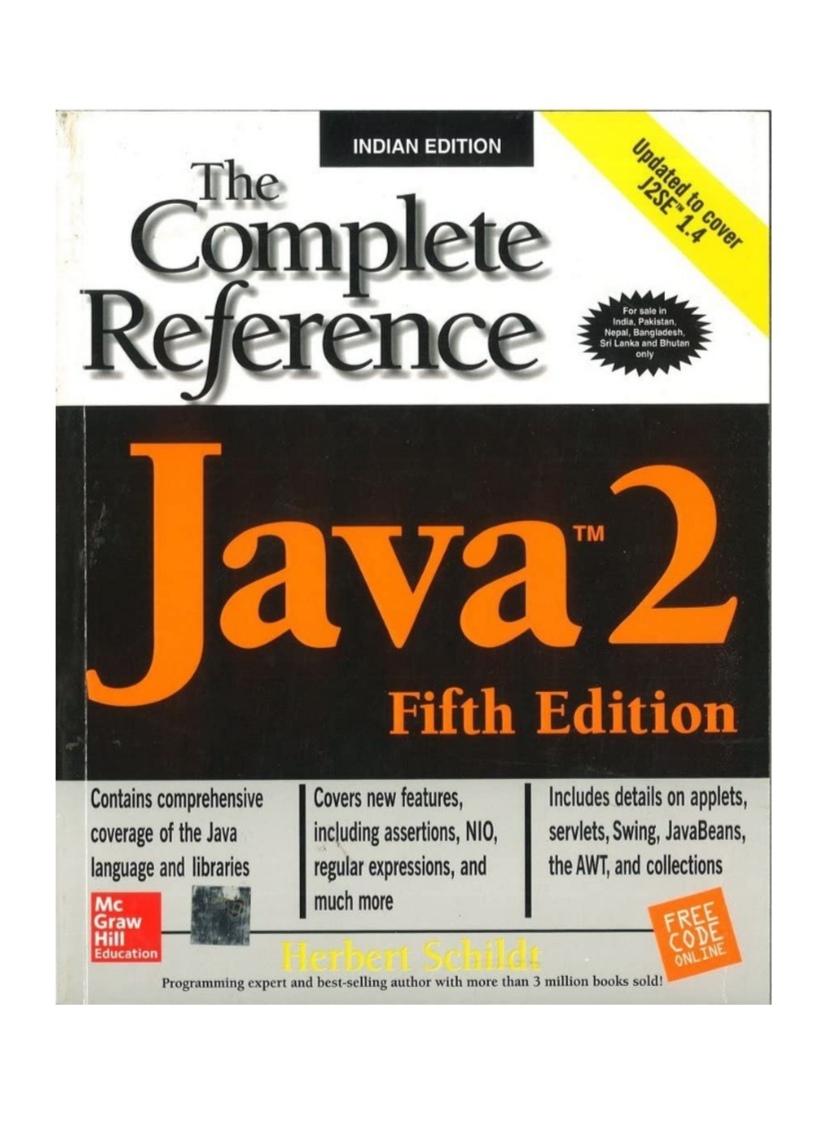 INDIAN EDITION
The
Complete
Reference
Updated to cover
J2SE™ 1.4
For sale in
India, Pakistan,
Nepal, Bangladesh,
Sri Lanka and Bhutan
only
Java™ 2
Fifth Edition
Contains comprehensive
coverage of the Java
language and libraries
Covers new features,
including assertions, NIO,
regular expressions, and
much more
Includes details on applets,
servlets, Swing, JavaBeans,
the AWT, and collections
Mc
Graw
Hill
Education
FREE
CODE
ONLINE
Herbert Schildt
Programming expert and best-selling author with more than 3 million books sold!